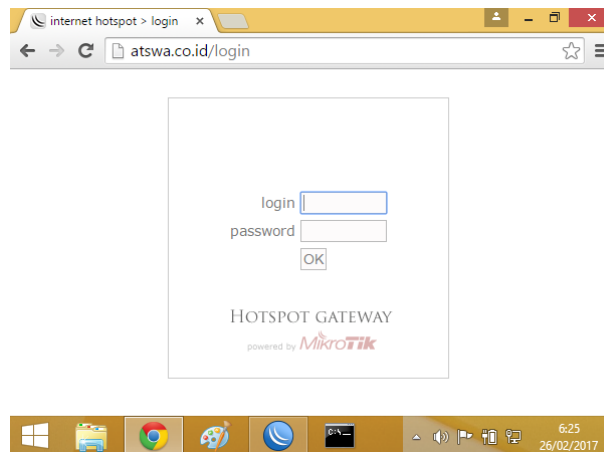 internet hotspot > login
atswa.co.id/login
login
password
OK
HOTSPOT GATEWAY
powered by MikroTik
C:\
6:25
26/02/2017